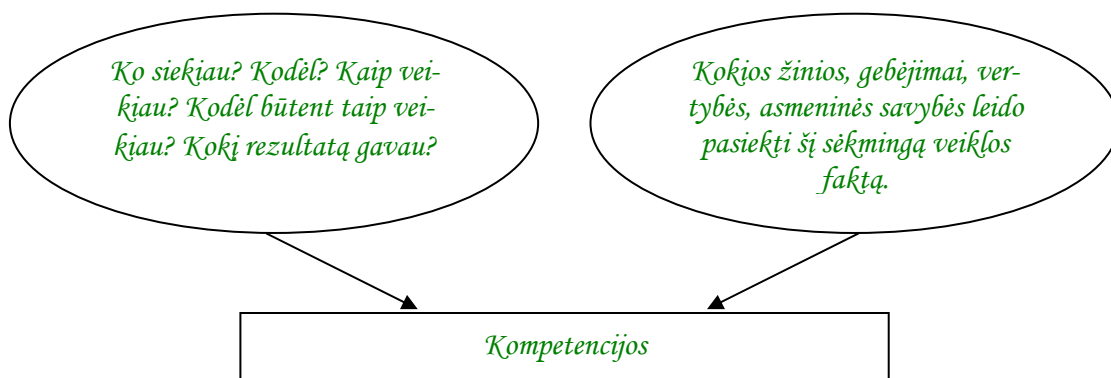 Ko siekiau? Kodėl? Kaip vei-
kiau? Kodėl būtent taip vei-
kiau? Kokį rezultatą gavau?
Kokios žinios, gebėjimai, ver-
tybės, asmeninės savybės leido
pasiekti šį sėkmingą veiklos
faktą.
Kompetencijos